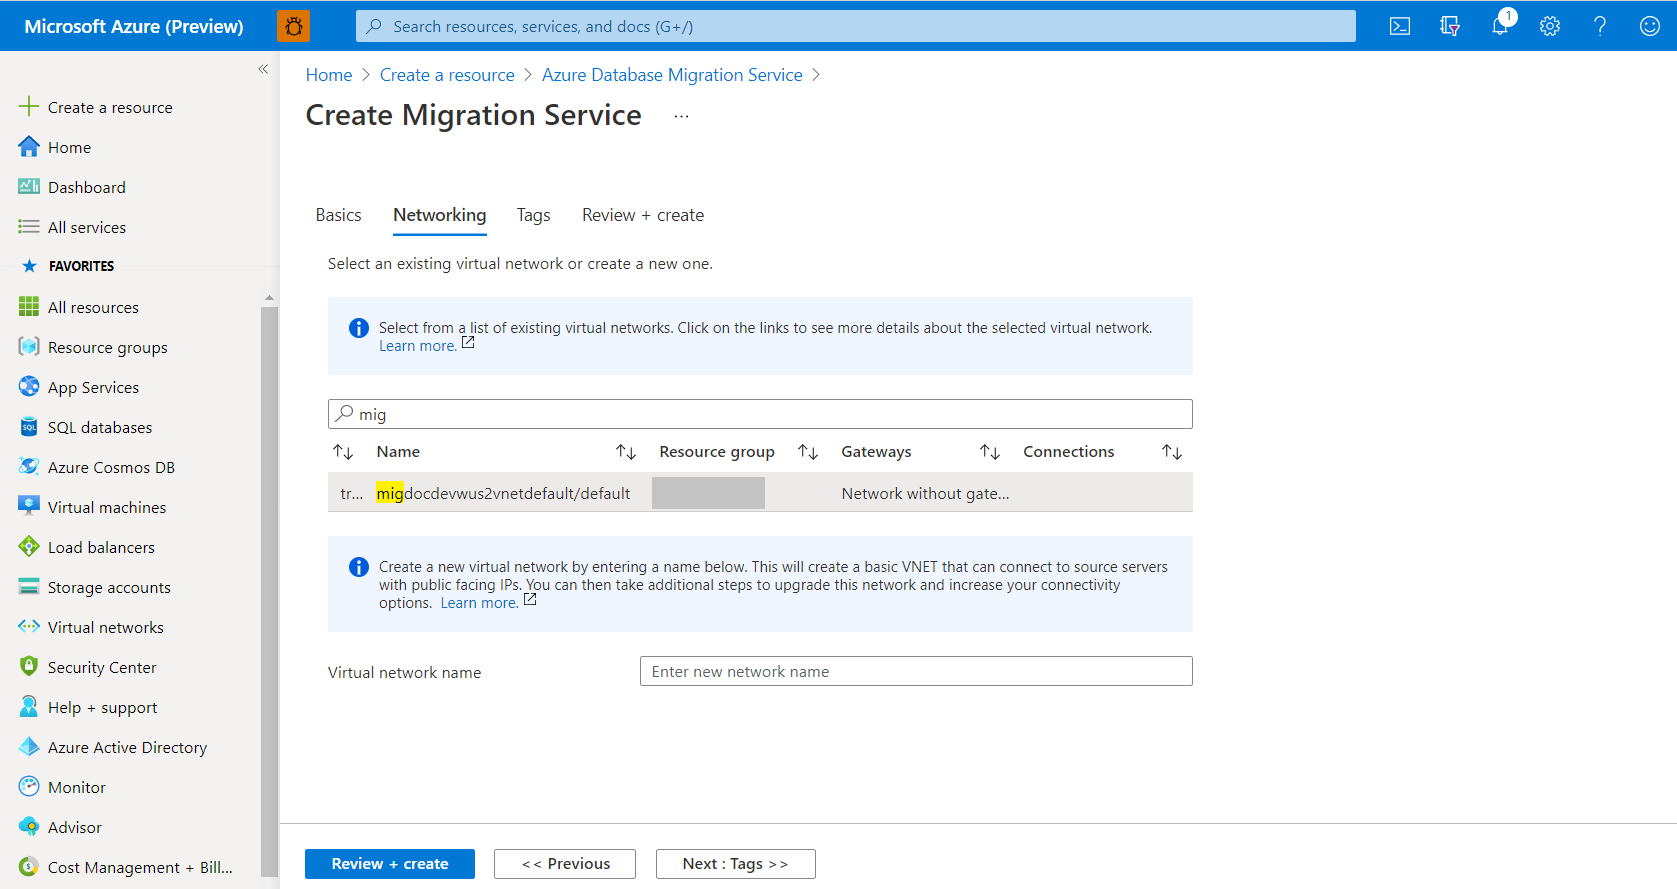 Microsoft Azure (Preview)
Search resources, services, and docs (G+/)
1
Create a resource
Home
Dashboard
All services
FAVORITES
All resources
Resource groups
App Services
SQL
SQL databases
Azure Cosmos DB
Virtual machines
Load balancers
Storage accounts
Virtual networks
Security Center
Help + support
Azure Active Directory
Monitor
Advisor
Cost Management + Bill...
Home > Create a resource > Azure Database Migration Service >
Create Migration Service ...
Basics Networking Tags Review + create
Select an existing virtual network or create a new one.
Select from a list of existing virtual networks. Click on the links to see more details about the selected virtual network.
Learn more.
mig
Name Resource group Gateways Connections
tr... migdocdevwus2vnetdefault/default Network without gate...
Create a new virtual network by entering a name below. This will create a basic VNET that can connect to source servers
with public facing IPs. You can then take additional steps to upgrade this network and increase your connectivity
options. Learn more.
Virtual network name Enter new network name
Review + create << Previous Next : Tags >>